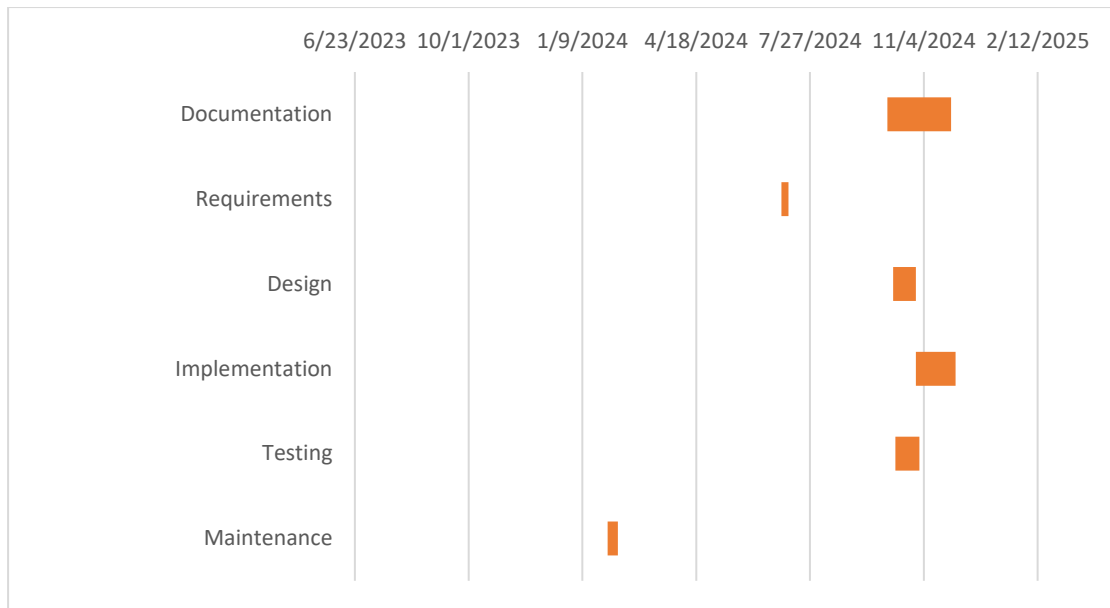 6/23/2023 10/1/2023 1/9/2024 4/18/2024 7/27/2024 11/4/2024 2/12/2025
Documentation
Requirements
Design
Implementation
Testing
Maintenance